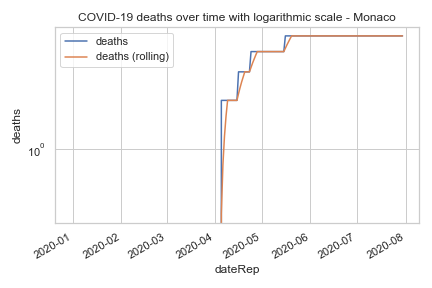 COVID-19 deaths over time with logarithmic scale - Monaco
deaths
deaths (rolling)
deaths
10^0
2020-01
2020-02
2020-03
2020-04
2020-05
2020-06
2020-07
2020-08
dateRep